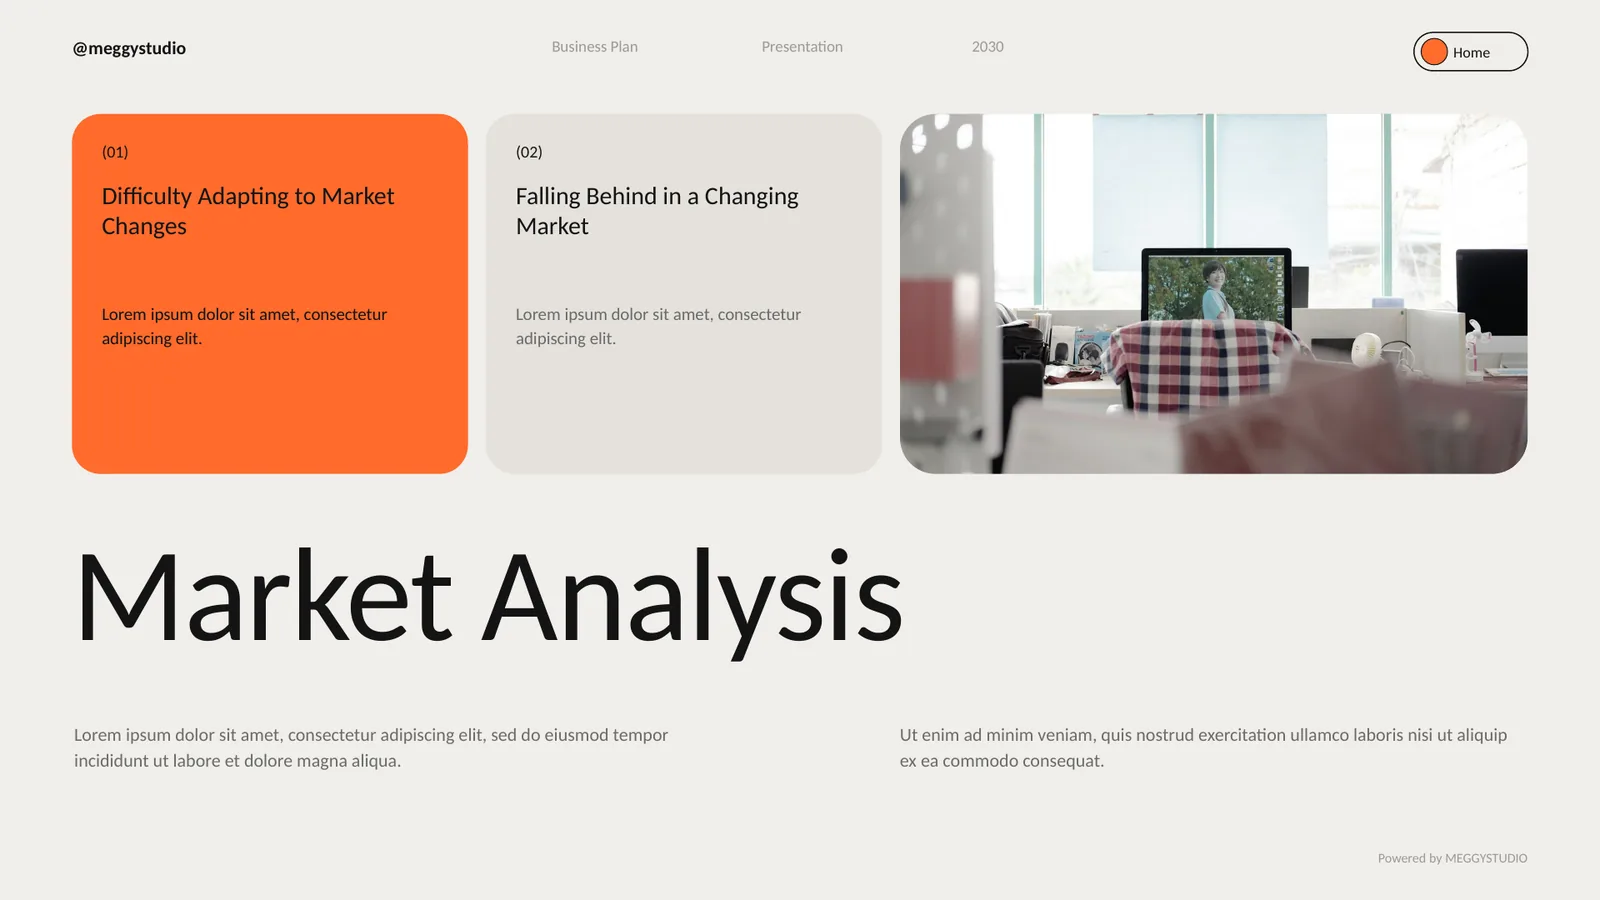 @meggystudio
Business Plan
Presentation
2030
Home
(01)
Difficulty Adapting to Market
Changes
Lorem ipsum dolor sit amet, consectetur
adipiscing elit.
(02)
Falling Behind in a Changing
Market
Lorem ipsum dolor sit amet, consectetur
adipiscing elit.
Market Analysis
Lorem ipsum dolor sit amet, consectetur adipiscing elit, sed do eiusmod tempor
incididunt ut labore et dolore magna aliqua.
Ut enim ad minim veniam, quis nostrud exercitation ullamco laboris nisi ut aliquip
ex ea commodo consequat.
Powered by MEGGYSTUDIO